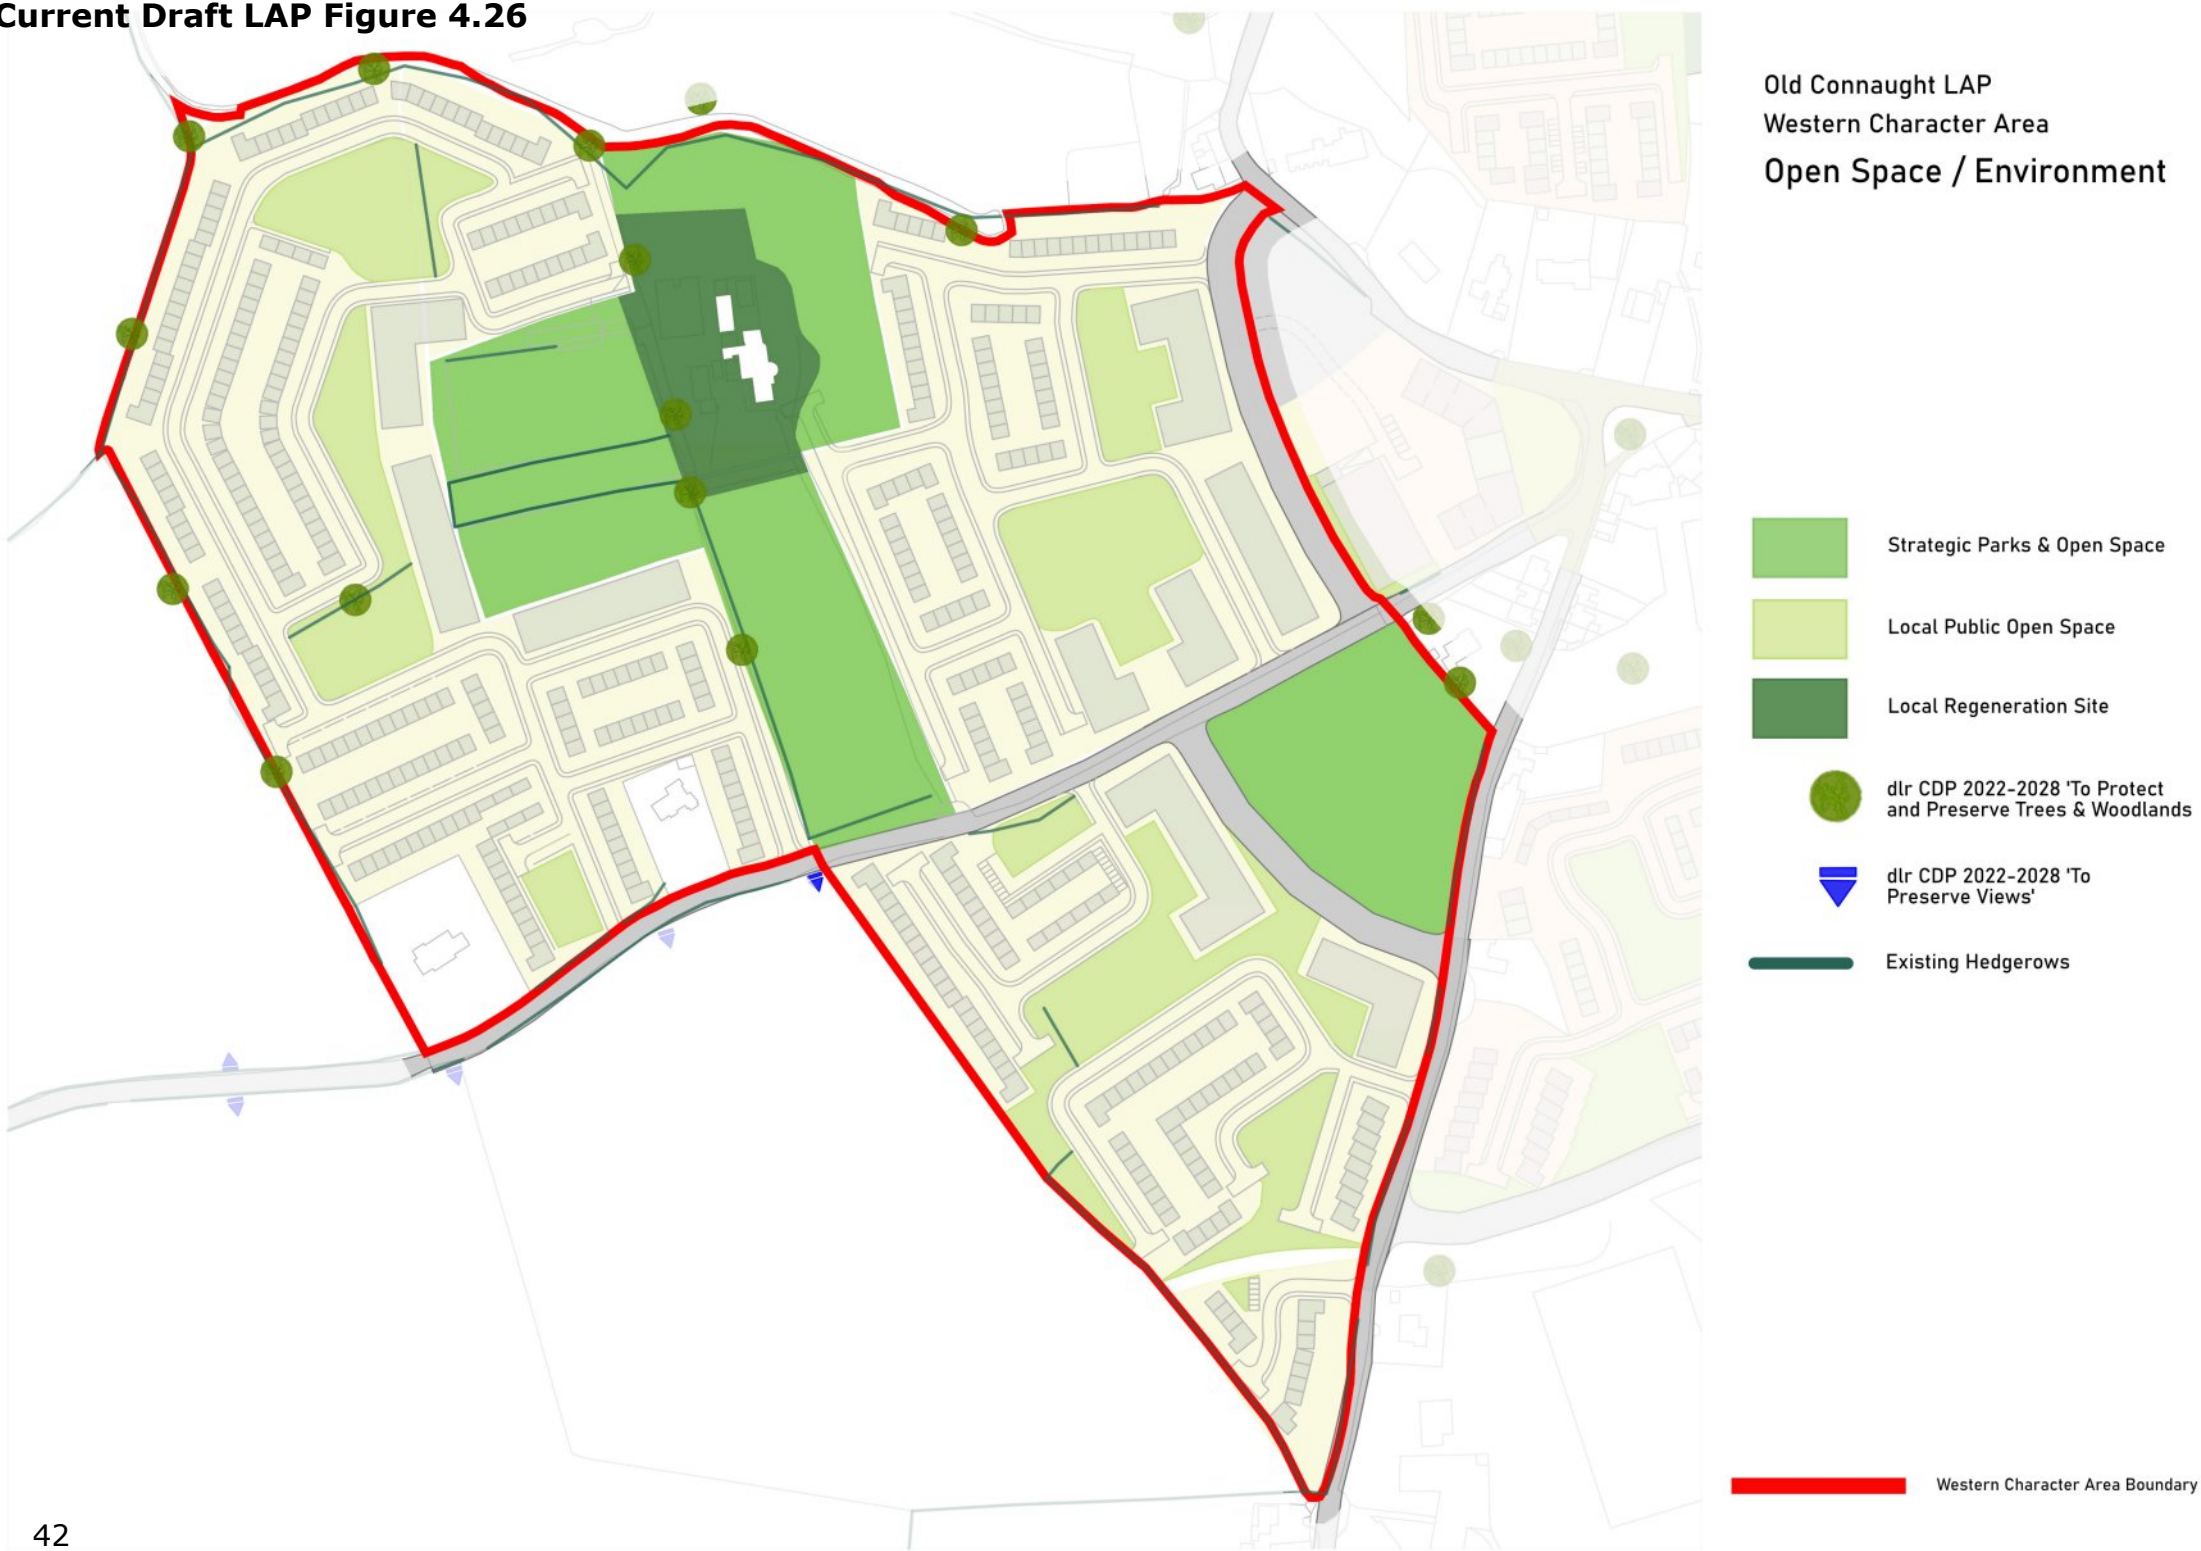 Current Draft LAP Figure 4.26
Old Connaught LAP
Western Character Area
Open Space / Environment
Strategic Parks & Open Space
Local Public Open Space
Local Regeneration Site
dlr CDP 2022-2028 'To Protect
and Preserve Trees & Woodlands
dlr CDP 2022-2028 'To
Preserve Views'
Existing Hedgerows
Western Character Area Boundary
42